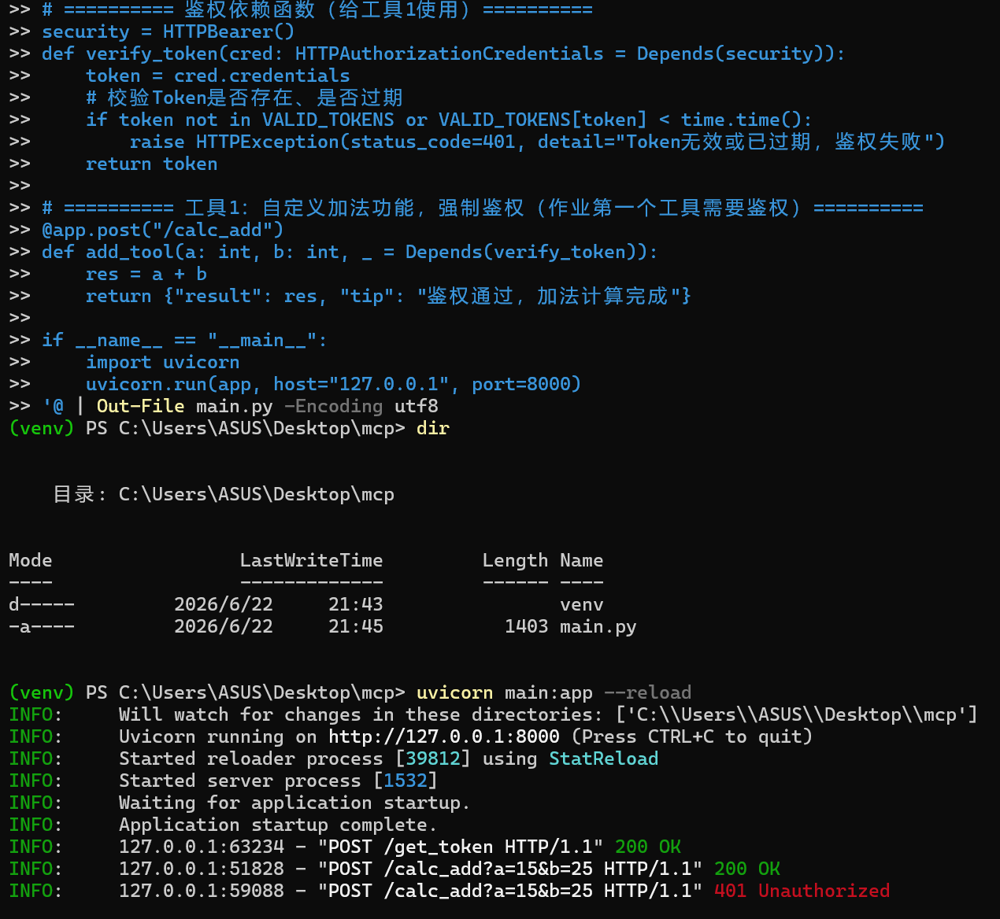 >> # ========== 鉴权依赖函数（给工具1使用）==========
>> security = HTTPBearer()
>> def verify_token(cred: HTTPAuthorizationCredentials = Depends(security)):
>>     token = cred.credentials
>>     # 校验Token是否存在、是否过期
>>     if token not in VALID_TOKENS or VALID_TOKENS[token] < time.time():
>>         raise HTTPException(status_code=401, detail="Token无效或已过期，鉴权失败")
>>     return token
>>
>> # ========== 工具1：自定义加法功能，强制鉴权（作业第一个工具需要鉴权）==========
>> @app.post("/calc_add")
>> def add_tool(a: int, b: int, _ = Depends(verify_token)):
>>     res = a + b
>>     return {"result": res, "tip": "鉴权通过，加法计算完成"}
>>
>> if __name__ == "__main__":
>>     import uvicorn
>>     uvicorn.run(app, host="127.0.0.1", port=8000)
>> '@ | Out-File main.py -Encoding utf8
(venv) PS C:\Users\ASUS\Desktop\mcp> dir
目录: C:\Users\ASUS\Desktop\mcp
Mode                 LastWriteTime         Length Name
----                 -------------         ------ ----
d-----         2026/6/22     21:43                venv
-a----         2026/6/22     21:45           1403 main.py
(venv) PS C:\Users\ASUS\Desktop\mcp> uvicorn main:app --reload
INFO:     Will watch for changes in these directories: ['C:\\Users\\ASUS\\Desktop\\mcp']
INFO:     Uvicorn running on http://127.0.0.1:8000 (Press CTRL+C to quit)
INFO:     Started reloader process [39812] using StatReload
INFO:     Started server process [1532]
INFO:     Waiting for application startup.
INFO:     Application startup complete.
INFO:     127.0.0.1:63234 - "POST /get_token HTTP/1.1" 200 OK
INFO:     127.0.0.1:51828 - "POST /calc_add?a=15&b=25 HTTP/1.1" 200 OK
INFO:     127.0.0.1:59088 - "POST /calc_add?a=15&b=25 HTTP/1.1" 401 Unauthorized